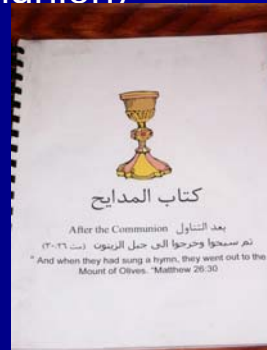 كتاب المدايح
After the Communion بعد التناول
ثم سبحوا وخرجوا الى جبل الزيتون (مت ٢٦:٣٠)
" And when they had sung a hymn, they went out to the
Mount of Olives. "Matthew 26:30